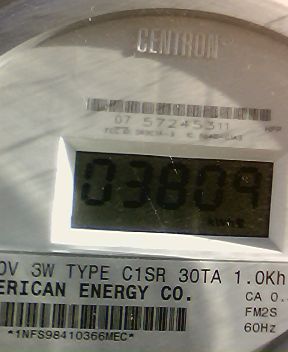 CENTRON
07 57245311
03809
0V 3W TYPE C1SR 30TA 1.0Kh
ERICAN ENERGY CO.
CA 0.
FM2S
*1NFS98410366MEC*
60Hz